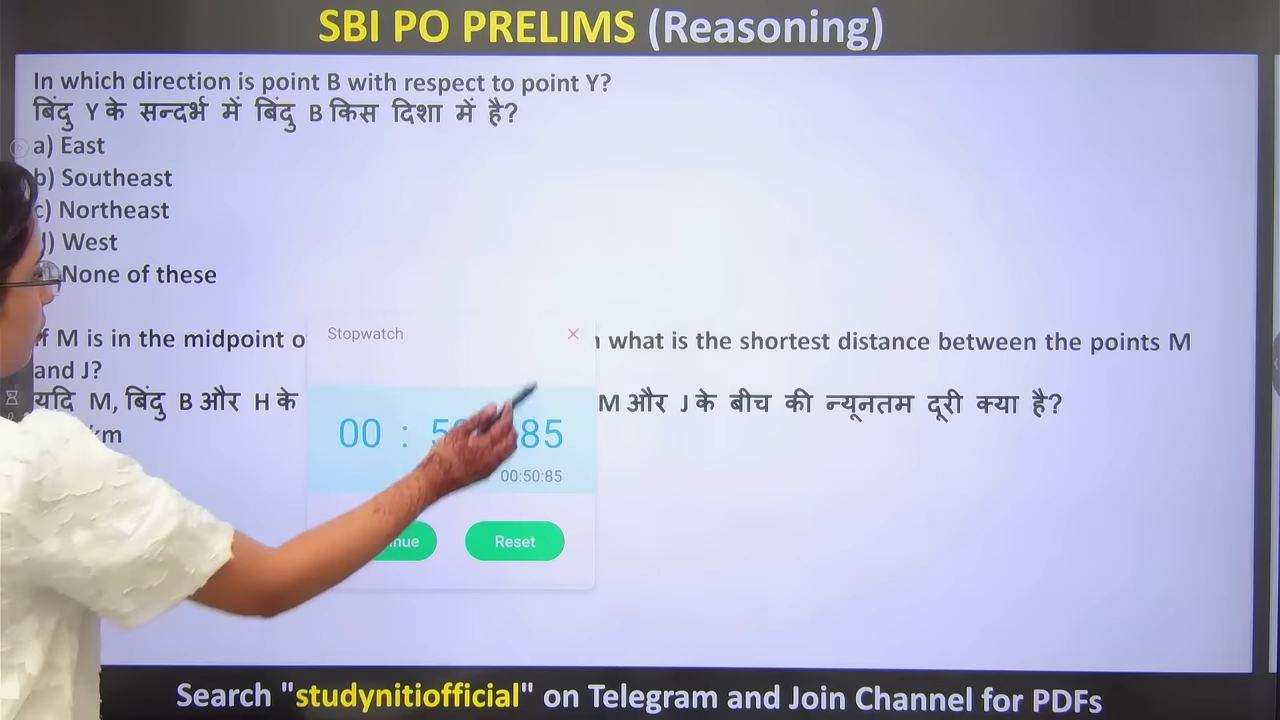 SBI PO PRELIMS (Reasoning)
In which direction is point B with respect to point Y?
बिंदु Y के सन्दर्भ में बिंदु B किस दिशा में है?
a) East
b) Southeast
c) Northeast
d) West
None of these
If M is in the midpoint o what is the shortest distance between the points M
and J?
यदि M, बिंदु B और H के M और J के बीच की न्यूनतम दूरी क्या है?
km
Stopwatch
00 : 85
00:50:85
Reset
Search "studynitiofficial" on Telegram and Join Channel for PDFs